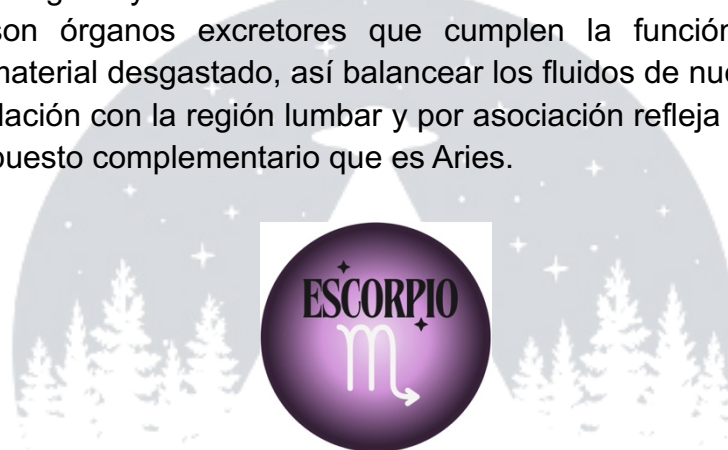 son órganos excretores que cumplen la función
material desgastado, así balancear los fluidos de nue
lación con la región lumbar y por asociación refleja
puesto complementario que es Aries.
ESCORPIO